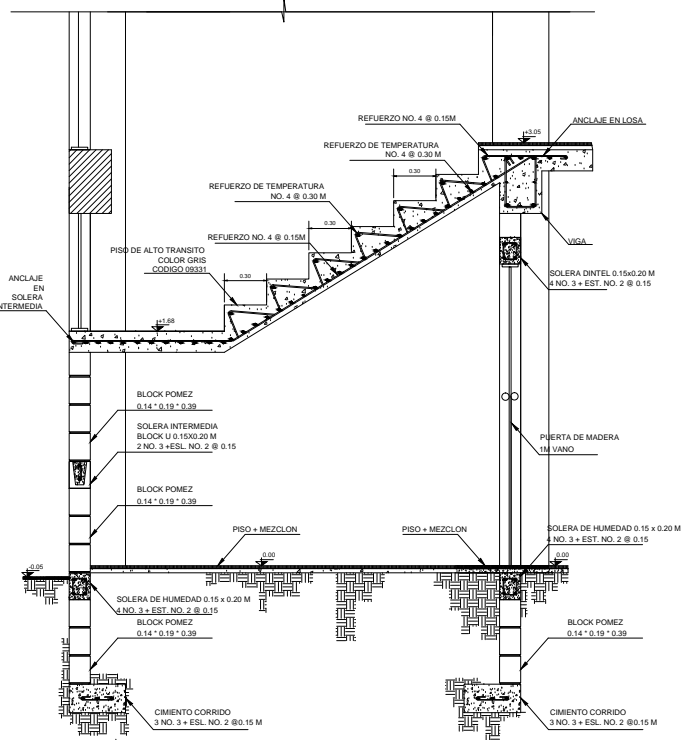 REFUERZO NO. 4 @ 0.15M
ANCLAJE EN LOSA
+3.05
REFUERZO DE TEMPERATURA
NO. 4 @ 0.30 M
0.30
REFUERZO DE TEMPERATURA
NO. 4 @ 0.30 M
0.30
REFUERZO NO. 4 @ 0.15M
PISO DE ALTO TRANSITO
COLOR GRIS
CODIGO 09331
VIGA
0.30
SOLERA DINTEL 0.15x0.20 M
4 NO. 3 + EST. NO. 2 @ 0.15
ANCLAJE
EN
SOLERA
NTERMEDIA
+1.68
BLOCK POMEZ
0.14 * 0.19 * 0.39
SOLERA INTERMEDIA
BLOCK U 0.15X0.20 M
2 NO. 3 +ESL. NO. 2 @ 0.15
PUERTA DE MADERA
1M VANO
BLOCK POMEZ
0.14 * 0.19 * 0.39
PISO + MEZCLON
PISO + MEZCLON
SOLERA DE HUMEDAD 0.15 x 0.20 M
4 NO. 3 + EST. NO. 2 @ 0.15
-0.05
0.00
0.00
SOLERA DE HUMEDAD 0.15 x 0.20 M
4 NO. 3 + EST. NO. 2 @ 0.15
BLOCK POMEZ
0.14 * 0.19 * 0.39
BLOCK POMEZ
0.14 * 0.19 * 0.39
CIMIENTO CORRIDO
3 NO. 3 + ESL. NO. 2 @0.15 M
CIMIENTO CORRIDO
3 NO. 3 + ESL. NO. 2 @0.15 M